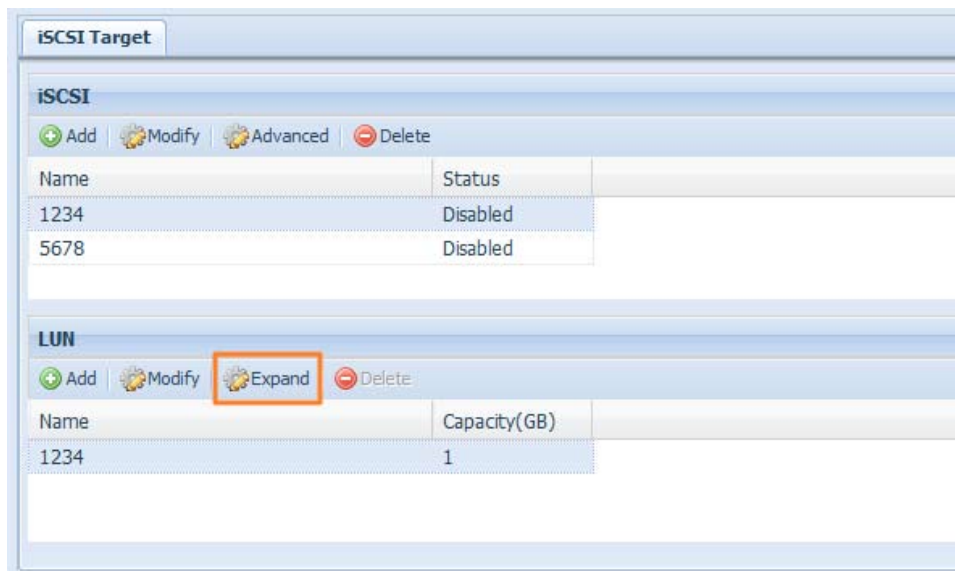 iSCSI Target
iSCSI
Add Modify Advanced Delete
Name Status
1234 Disabled
5678 Disabled
LUN
Add Modify Expand Delete
Name Capacity(GB)
1234 1